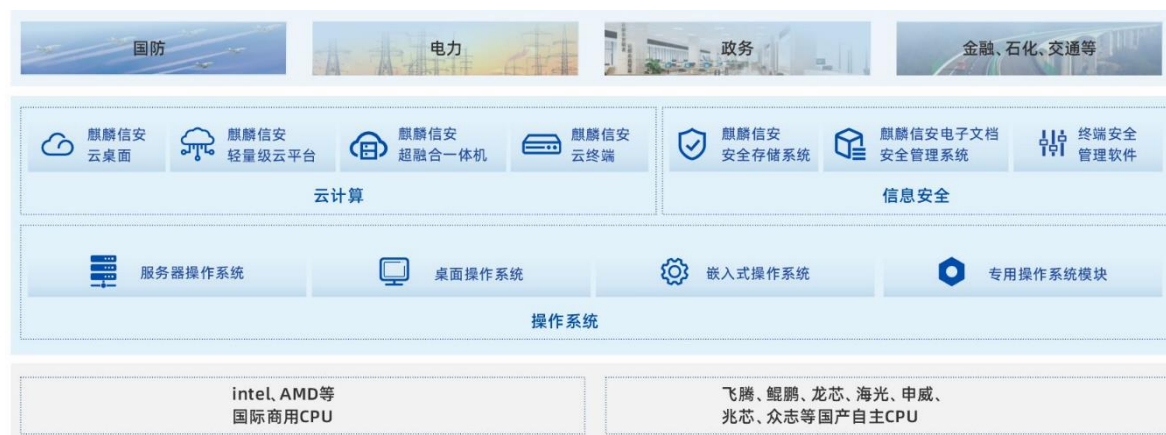 国防
电力
政务
金融、石化、交通等
麒麟信安
云桌面
麒麟信安
轻量级云平台
麒麟信安
超融合一体机
麒麟信安
云终端
云计算
麒麟信安
安全存储系统
麒麟信安电子文档
安全管理系统
终端安全
管理软件
信息安全
服务器操作系统
桌面操作系统
嵌入式操作系统
专用操作系统模块
操作系统
intel、AMD等
国际商用CPU
飞腾、鲲鹏、龙芯、海光、申威、
兆芯、众志等国产自主CPU